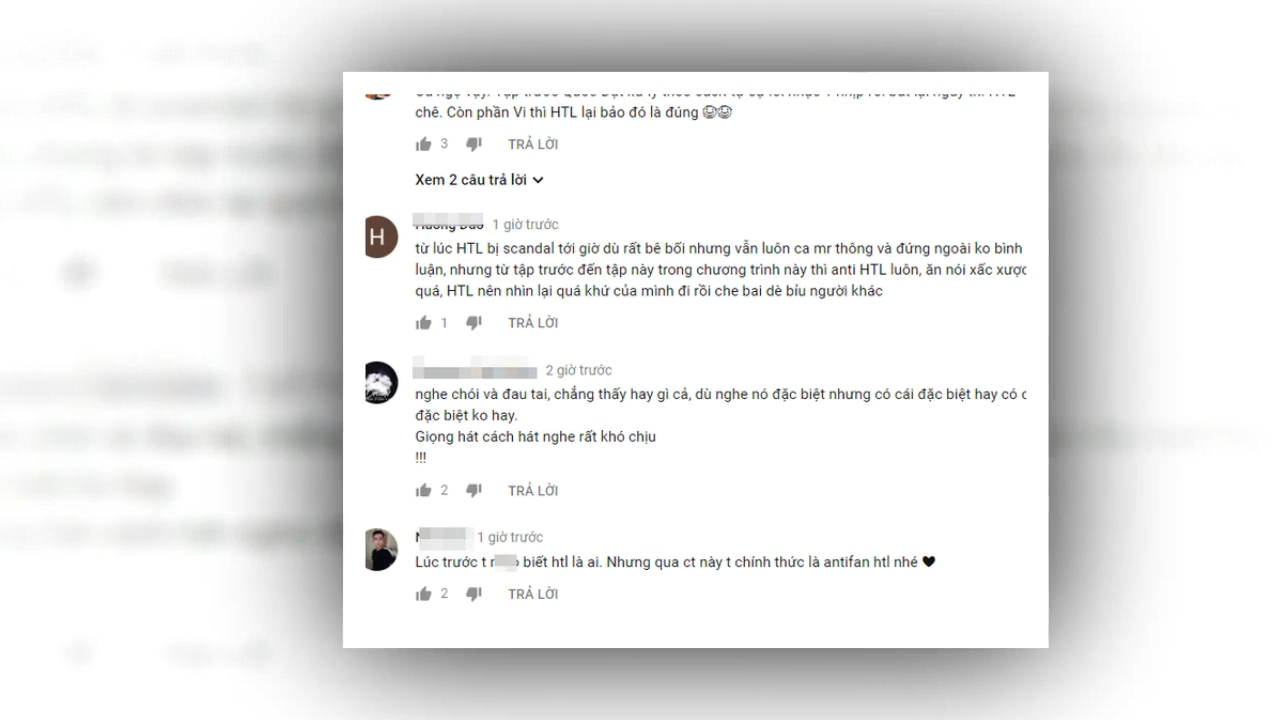 chê. Còn phần Vi thì HTL lại bảo đó là đúng 🤡🤡
3 TRẢ LỜI
Xem 2 câu trả lời
H
1 giờ trước
từ lúc HTL bị scandal tới giờ dù rất bê bối nhưng vẫn luôn ca mr thông và đứng ngoài ko bình
luận, nhưng từ tập trước đến tập này trong chương trình này thì anti HTL luôn, ăn nói xấc xược
quá, HTL nên nhìn lại quá khứ của mình đi rồi che bai dè bỉu người khác
1 TRẢ LỜI
2 giờ trước
nghe chói và đau tai, chẳng thấy hay gì cả, dù nghe nó đặc biệt nhưng có cái đặc biệt hay có
đặc biệt ko hay.
Giọng hát cách hát nghe rất khó chịu
!!!
2 TRẢ LỜI
1 giờ trước
Lúc trước t biết htl là ai. Nhưng qua ct này t chính thức là antifan htl nhé ♥
2 TRẢ LỜI